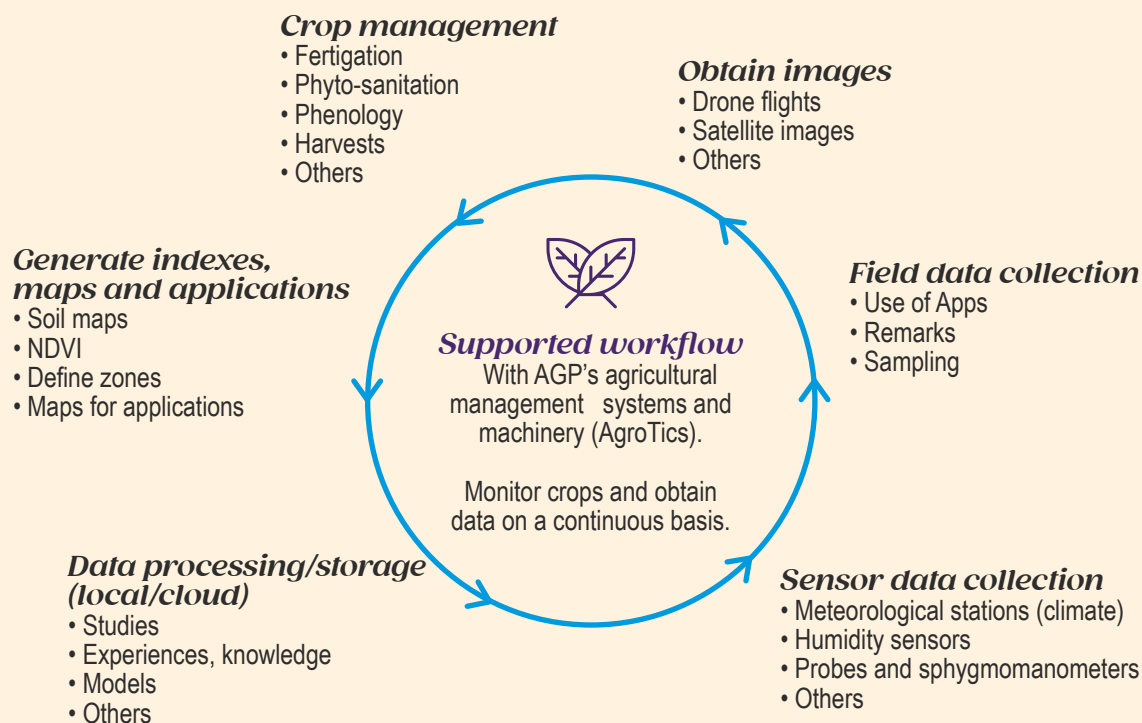 Crop management
• Fertigation
• Phyto-sanitation
• Phenology
• Harvests
• Others
Obtain images
• Drone flights
• Satellite images
• Others
Generate indexes,
maps and applications
• Soil maps
• NDVI
• Define zones
• Maps for applications
Supported workflow
With AGP's agricultural
management systems and
machinery (AgroTics).
Monitor crops and obtain
data on a continuous basis.
Field data collection
• Use of Apps
• Remarks
• Sampling
Data processing/storage
(local/cloud)
• Studies
• Experiences, knowledge
• Models
• Others
Sensor data collection
• Meteorological stations (climate)
• Humidity sensors
• Probes and sphygmomanometers
• Others